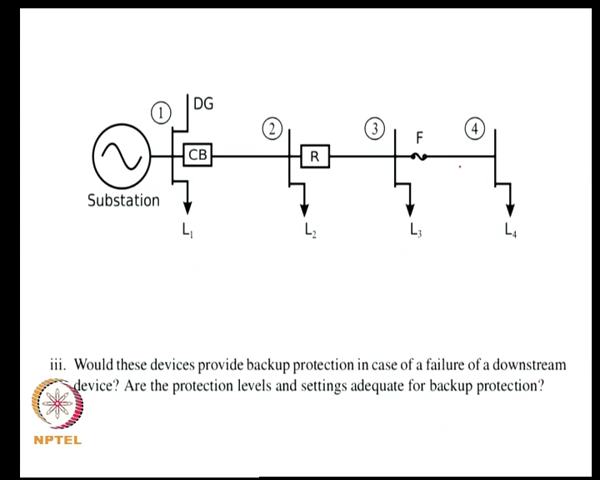 ① DG
② ③ ④
F
CB R
Substation
L₁ L₂ L₃ L₄
iii. Would these devices provide backup protection in case of a failure of a downstream
device? Are the protection levels and settings adequate for backup protection?
NPTEL